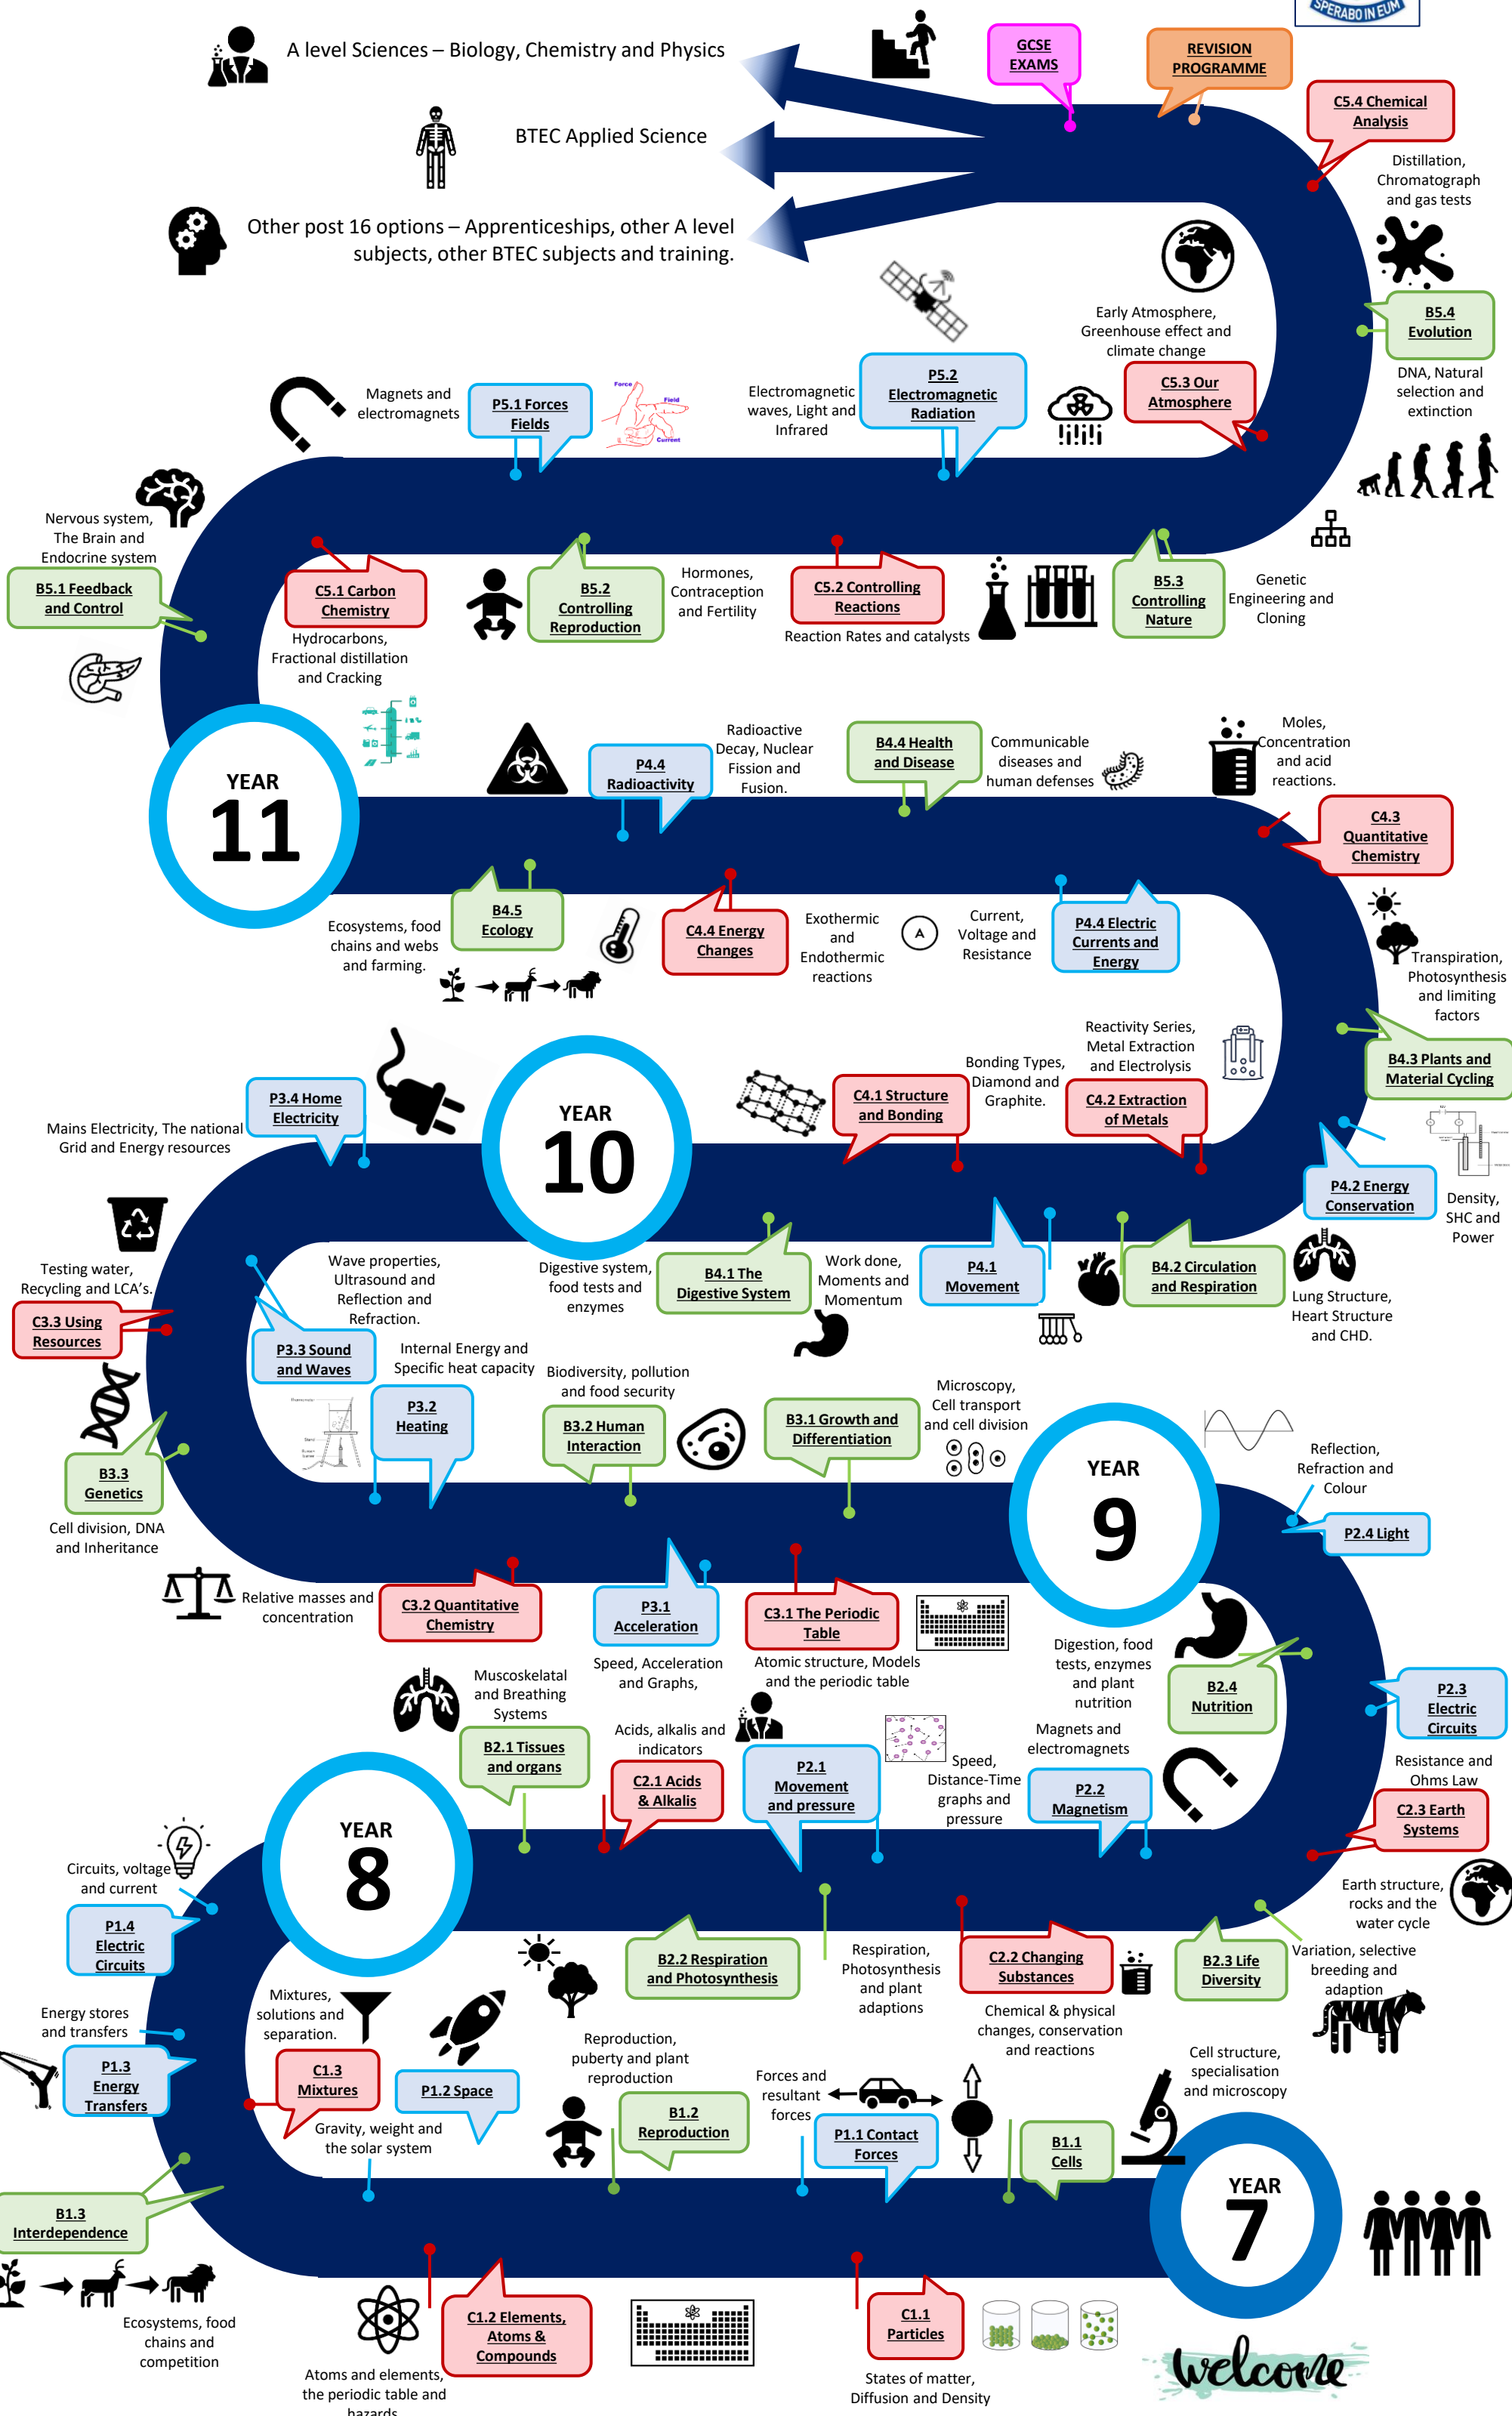 SPERABO IN EUM
A level Sciences – Biology, Chemistry and Physics
GCSE
EXAMS
REVISION
PROGRAMME
C5.4 Chemical
Analysis
Distillation,
Chromatograph
and gas tests
BTEC Applied Science
Other post 16 options – Apprenticeships, other A level
subjects, other BTEC subjects and training.
B5.4
Evolution
DNA, Natural
selection and
extinction
Early Atmosphere,
Greenhouse effect and
climate change
C5.3 Our
Atmosphere
P5.2
Electromagnetic
Radiation
Electromagnetic
waves, Light and
Infrared
Force
Field
Current
P5.1 Forces
Fields
Magnets and
electromagnets
Nervous system,
The Brain and
Endocrine system
B5.1 Feedback
and Control
C5.1 Carbon
Chemistry
Hydrocarbons,
Fractional distillation
and Cracking
B5.2
Controlling
Reproduction
Hormones,
Contraception
and Fertility
C5.2 Controlling
Reactions
Reaction Rates and catalysts
B5.3
Controlling
Nature
Genetic
Engineering and
Cloning
YEAR
11
P4.4
Radioactivity
Radioactive
Decay, Nuclear
Fission and
Fusion.
B4.4 Health
and Disease
Communicable
diseases and
human defenses
Moles,
Concentration
and acid
reactions.
C4.3
Quantitative
Chemistry
Ecosystems, food
chains and webs
and farming.
B4.5
Ecology
C4.4 Energy
Changes
Exothermic
and
Endothermic
reactions
A
Current,
Voltage and
Resistance
P4.4 Electric
Currents and
Energy
Transpiration,
Photosynthesis
and limiting
factors
B4.3 Plants and
Material Cycling
P3.4 Home
Electricity
Mains Electricity, The national
Grid and Energy resources
YEAR
10
C4.1 Structure
and Bonding
Bonding Types,
Diamond and
Graphite.
Reactivity Series,
Metal Extraction
and Electrolysis
C4.2 Extraction
of Metals
P4.2 Energy
Conservation
Density,
SHC and
Power
Testing water,
Recycling and LCA's.
C3.3 Using
Resources
Wave properties,
Ultrasound and
Reflection and
Refraction.
P3.3 Sound
and Waves
Digestive system,
food tests and
enzymes
B4.1 The
Digestive System
Work done,
Moments and
Momentum
P4.1
Movement
B4.2 Circulation
and Respiration
Lung Structure,
Heart Structure
and CHD.
Internal Energy and
Specific heat capacity
P3.2
Heating
Biodiversity, pollution
and food security
B3.2 Human
Interaction
B3.1 Growth and
Differentiation
Microscopy,
Cell transport
and cell division
YEAR
9
Reflection,
Refraction and
Colour
P2.4 Light
B3.3
Genetics
Cell division, DNA
and Inheritance
Relative masses and
concentration
C3.2 Quantitative
Chemistry
P3.1
Acceleration
Speed, Acceleration
and Graphs,
C3.1 The Periodic
Table
Atomic structure, Models
and the periodic table
Digestion, food
tests, enzymes
and plant
nutrition
B2.4
Nutrition
P2.3
Electric
Circuits
Resistance and
Ohms Law
Muscoskelatal
and Breathing
Systems
B2.1 Tissues
and organs
Acids, alkalis and
indicators
C2.1 Acids
& Alkalis
P2.1
Movement
and pressure
Speed,
Distance-Time
graphs and
pressure
Magnets and
electromagnets
P2.2
Magnetism
C2.3 Earth
Systems
Earth structure,
rocks and the
water cycle
YEAR
8
Circuits, voltage
and current
P1.4
Electric
Circuits
B2.2 Respiration
and Photosynthesis
Respiration,
Photosynthesis
and plant
adaptions
C2.2 Changing
Substances
Chemical & physical
changes, conservation
and reactions
B2.3 Life
Diversity
Variation, selective
breeding and
adaption
Energy stores
and transfers
P1.3
Energy
Transfers
Mixtures,
solutions and
separation.
C1.3
Mixtures
P1.2 Space
Gravity, weight and
the solar system
Reproduction,
puberty and plant
reproduction
B1.2
Reproduction
Forces and
resultant
forces
P1.1 Contact
Forces
B1.1
Cells
Cell structure,
specialisation
and microscopy
YEAR
7
B1.3
Interdependence
Ecosystems, food
chains and
competition
C1.2 Elements,
Atoms &
Compounds
Atoms and elements,
the periodic table and
hazards
C1.1
Particles
States of matter,
Diffusion and Density
welcome